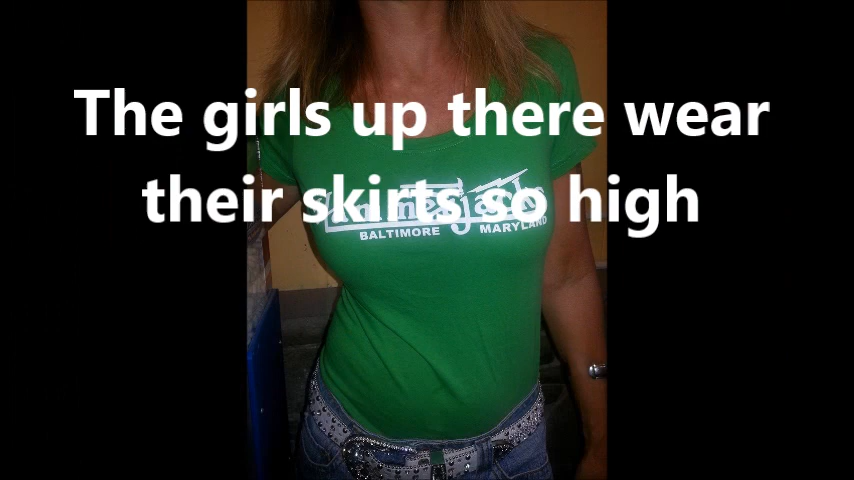 The girls up there wear
their skirts so high
BALTIMORE MARYLAND